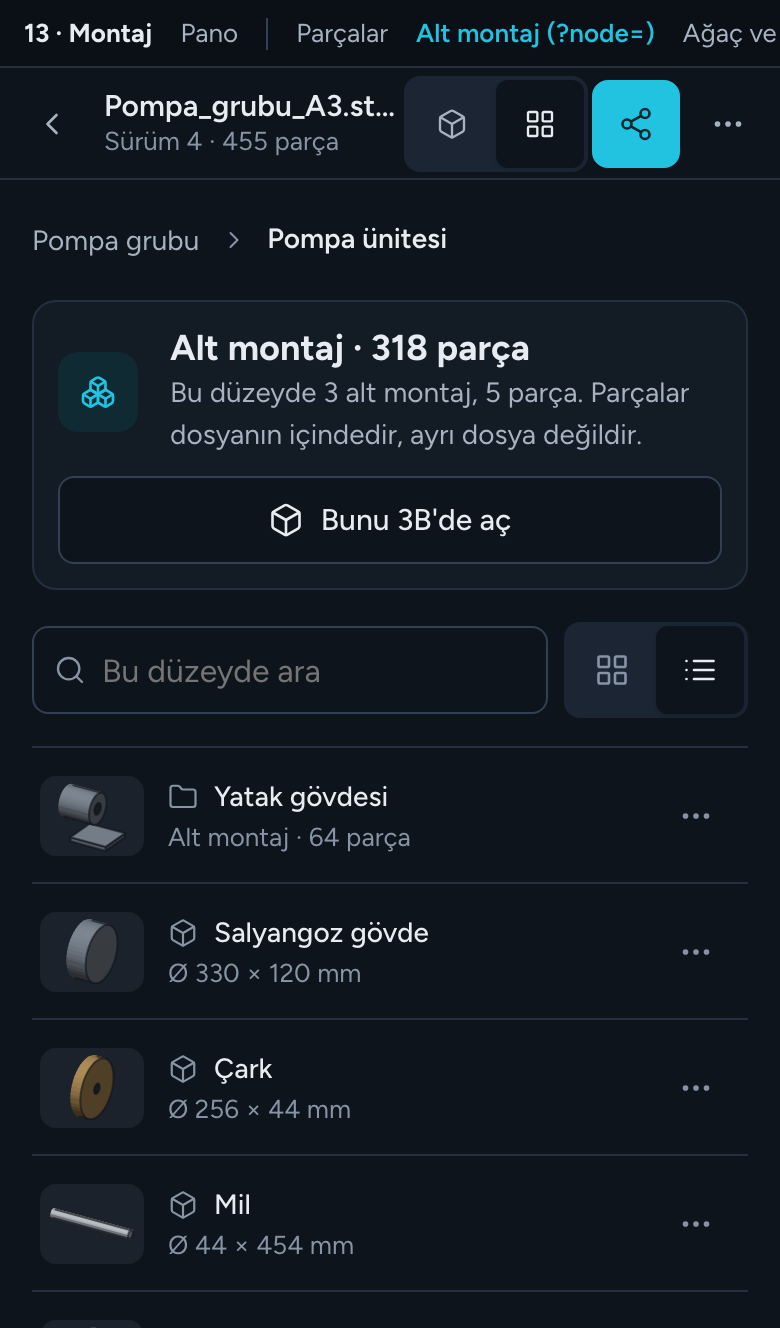 13 · Montaj Pano Parçalar Alt montaj (?node=) Ağaç ve
Pompa_grubu_A3.st...
Sürüm 4 · 455 parça
Pompa grubu > Pompa ünitesi
Alt montaj · 318 parça
Bu düzeyde 3 alt montaj, 5 parça. Parçalar
dosyanın içindedir, ayrı dosya değildir.
Bunu 3B'de aç
Bu düzeyde ara
Yatak gövdesi
Alt montaj · 64 parça
Salyangoz gövde
Ø 330 × 120 mm
Çark
Ø 256 × 44 mm
Mil
Ø 44 × 454 mm